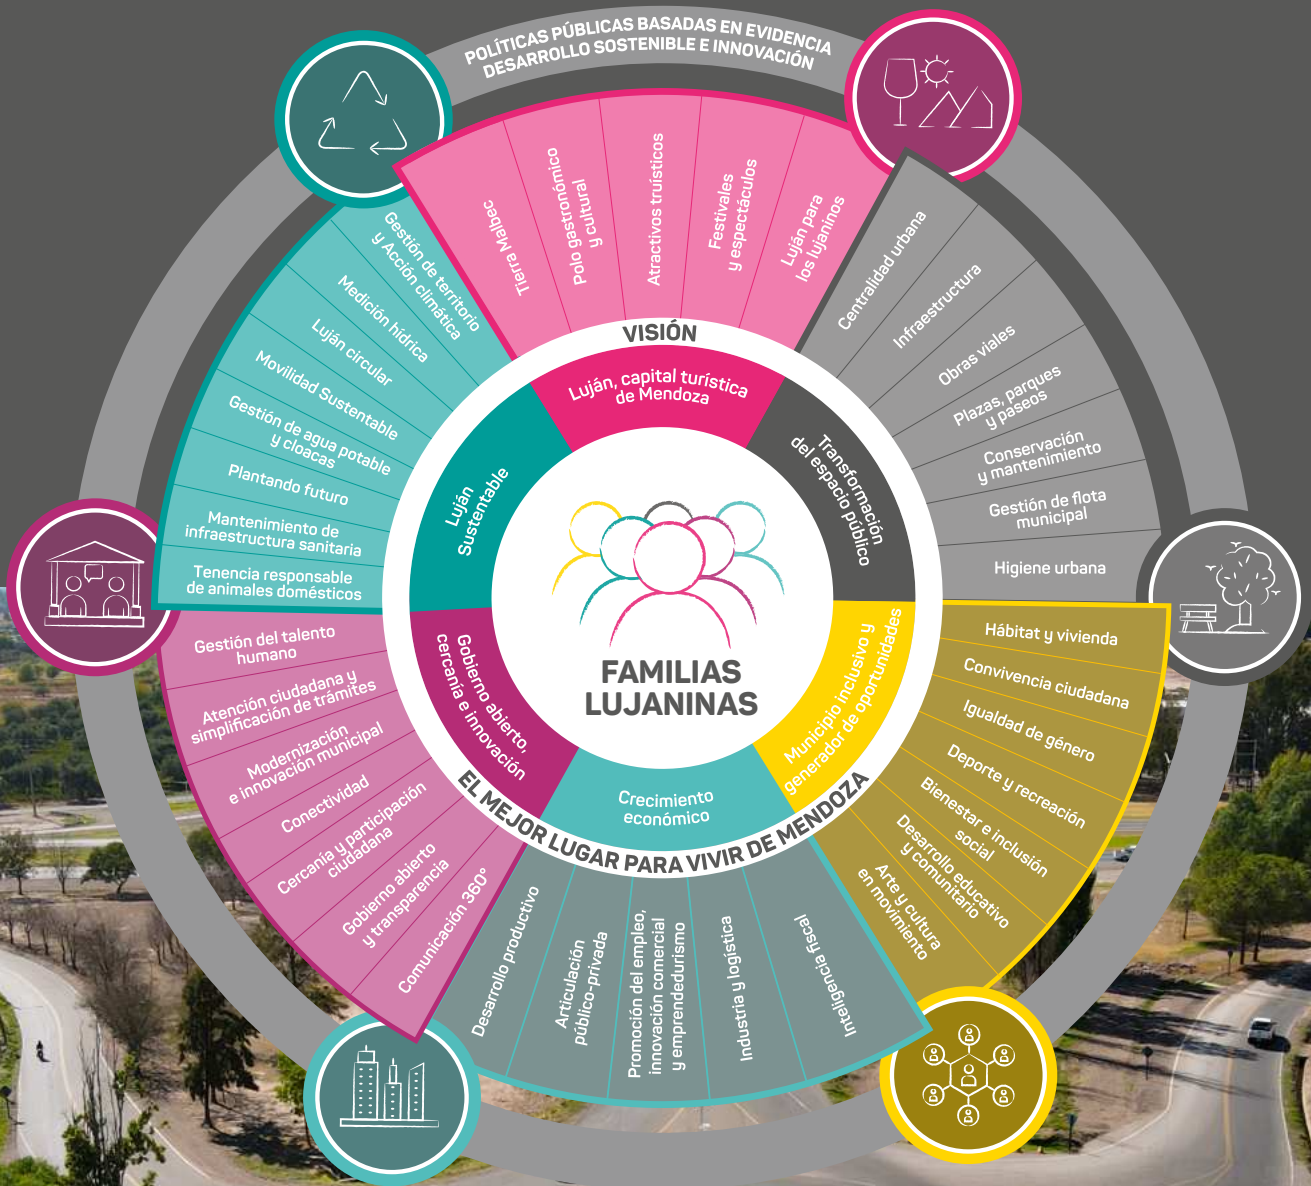 POLÍTICAS PÚBLICAS BASADAS EN EVIDENCIA
DESARROLLO SOSTENIBLE E INNOVACIÓN
VISIÓN
EL MEJOR LUGAR PARA VIVIR DE MENDOZA
FAMILIAS
LUJANINAS
Luján, capital turística
de Mendoza
Tierra Malbec
Polo gastronómico
y cultural
Atractivos truísticos
Festivales
y espectáculos
Luján para
los lujaninos
Transformación
del espacio público
Centralidad urbana
Infraestructura
Obras viales
Plazas, parques
y paseos
Conservación
y mantenimiento
Gestión de flota
municipal
Higiene urbana
Municipio inclusivo y
generador de oportunidades
Hábitat y vivienda
Convivencia ciudadana
Igualdad de género
Deporte y recreación
Bienestar e inclusión
social
Desarrollo educativo
y comunitario
Arte y cultura
en movimiento
Crecimiento
económico
Inteligencia fiscal
Industria y logística
Promoción del empleo,
innovación comercial
y emprendedurismo
Articulación
público-privada
Desarrollo productivo
Gobierno abierto,
cercanía e innovación
Comunicación 360°
Gobierno abierto
y transparencia
Cercanía y participación
ciudadana
Conectividad
Modernización
e innovación municipal
Atención ciudadana y
simplificación de trámites
Gestión del talento
humano
Luján
Sustentable
Tenencia responsable
de animales domésticos
Mantenimiento de
infraestructura sanitaria
Plantando futuro
Gestión de agua potable
y cloacas
Movilidad Sustentable
Luján circular
Medición hídrica
Gestión de territorio
y Acción climática